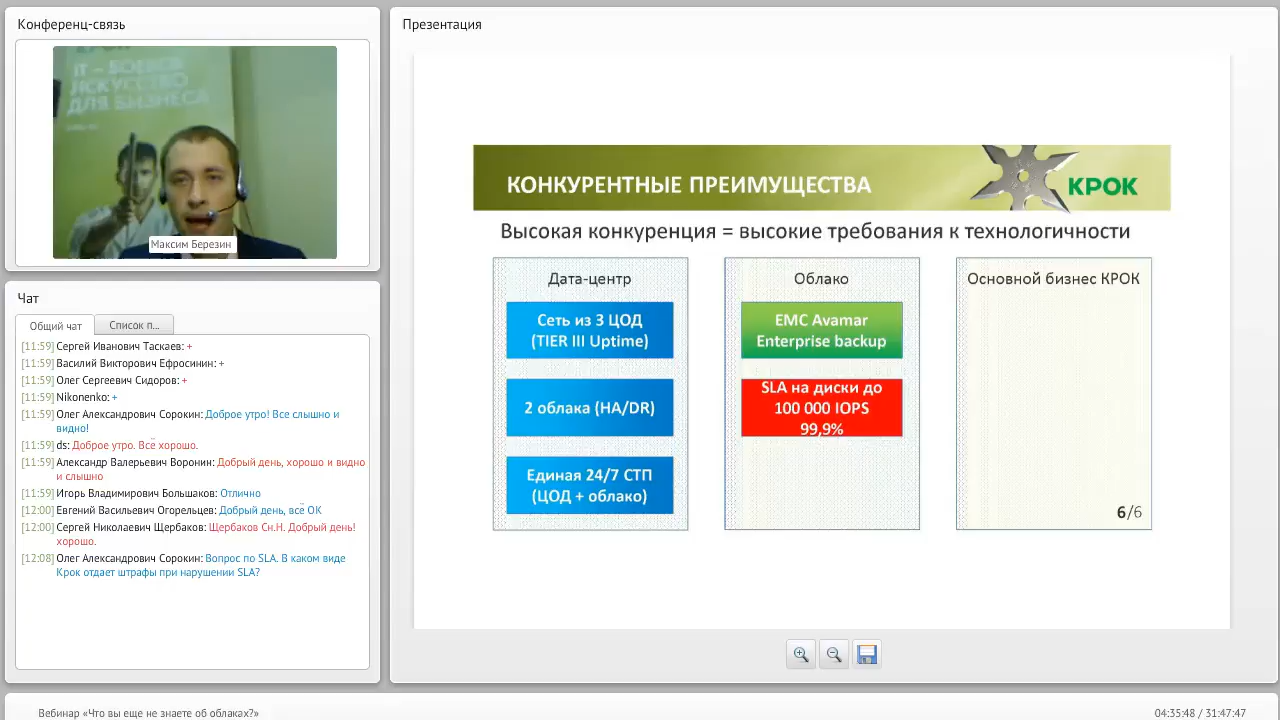 Конференц-связь
КРОК
IT – БОЕВОЕ
ИСКУССТВО
ДЛЯ БИЗНЕСА
Максим Березин
Чат
Общий чат
Список п...
[11:59] Сергей Иванович Таскаев: +
[11:59] Василий Викторович Ефросинин: +
[11:59] Олег Сергеевич Сидоров: +
[11:59] Nikonenko: +
[11:59] Олег Александрович Сорокин: Доброе утро! Все слышно и
видно!
[11:59] ds: Доброе утро. Всё хорошо.
[11:59] Александр Валерьевич Воронин: Добрый день, хорошо и видно
и слышно
[11:59] Игорь Владимирович Большаков: Отлично
[12:00] Евгений Васильевич Огорельцев: Добрый день, всё ОК
[12:00] Сергей Николаевич Щербаков: Щербаков Сн.Н. Добрый день!
хорошо.
[12:08] Олег Александрович Сорокин: Вопрос по SLA. В каком виде
Крок отдает штрафы при нарушении SLA?
Презентация
КОНКУРЕНТНЫЕ ПРЕИМУЩЕСТВА
КРОК
Высокая конкуренция = высокие требования к технологичности
Дата-центр
Сеть из 3 ЦОД
(TIER III Uptime)
2 облака (HA/DR)
Единая 24/7 СТП
(ЦОД + облако)
Облако
EMC Avamar
Enterprise backup
SLA на диски до
100 000 IOPS
99,9%
Основной бизнес КРОК
6/6
Вебинар «Что вы еще не знаете об облаках?»
04:35:48 / 31:47:47